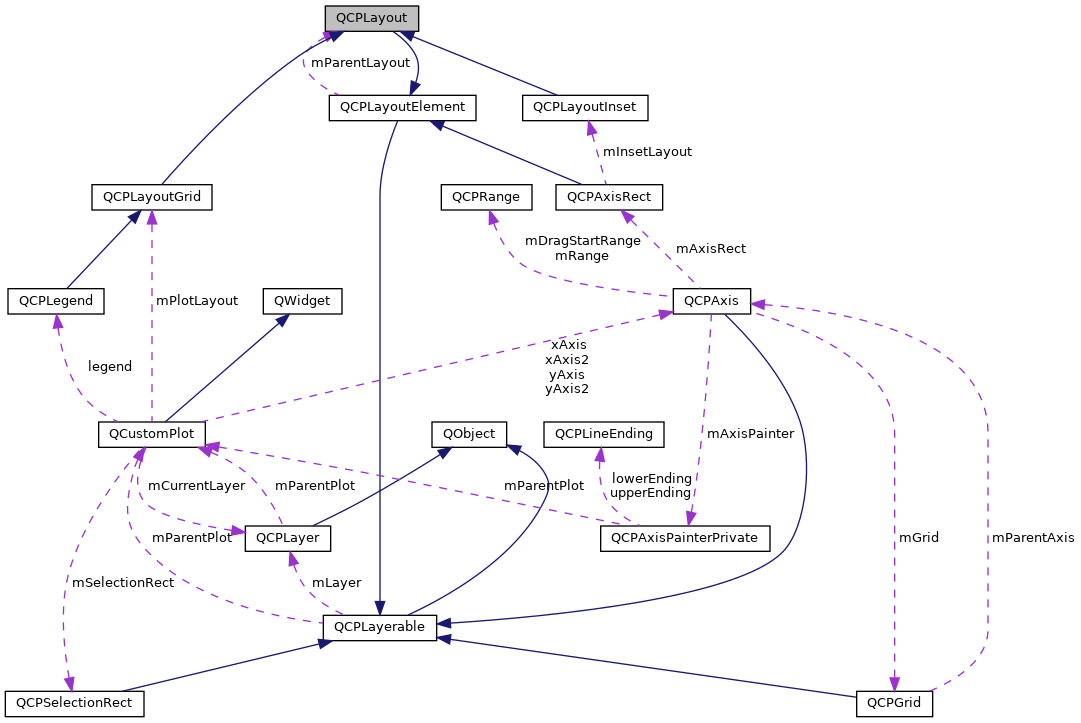 QCPLayout
mParentLayout
QCPLayoutElement
QCPLayoutInset
mInsetLayout
QCPLayoutGrid
QCPRange
QCPAxisRect
mDragStartRange
mRange
mAxisRect
QCPLegend
mPlotLayout
QWidget
QCPAxis
legend
xAxis
xAxis2
yAxis
yAxis2
QCustomPlot
QObject
QCPLineEnding
mAxisPainter
mCurrentLayer
mParentPlot
mParentPlot
lowerEnding
upperEnding
mParentPlot
QCPLayer
QCPAxisPainterPrivate
mGrid
mParentAxis
mSelectionRect
mLayer
QCPLayerable
QCPSelectionRect
QCPGrid